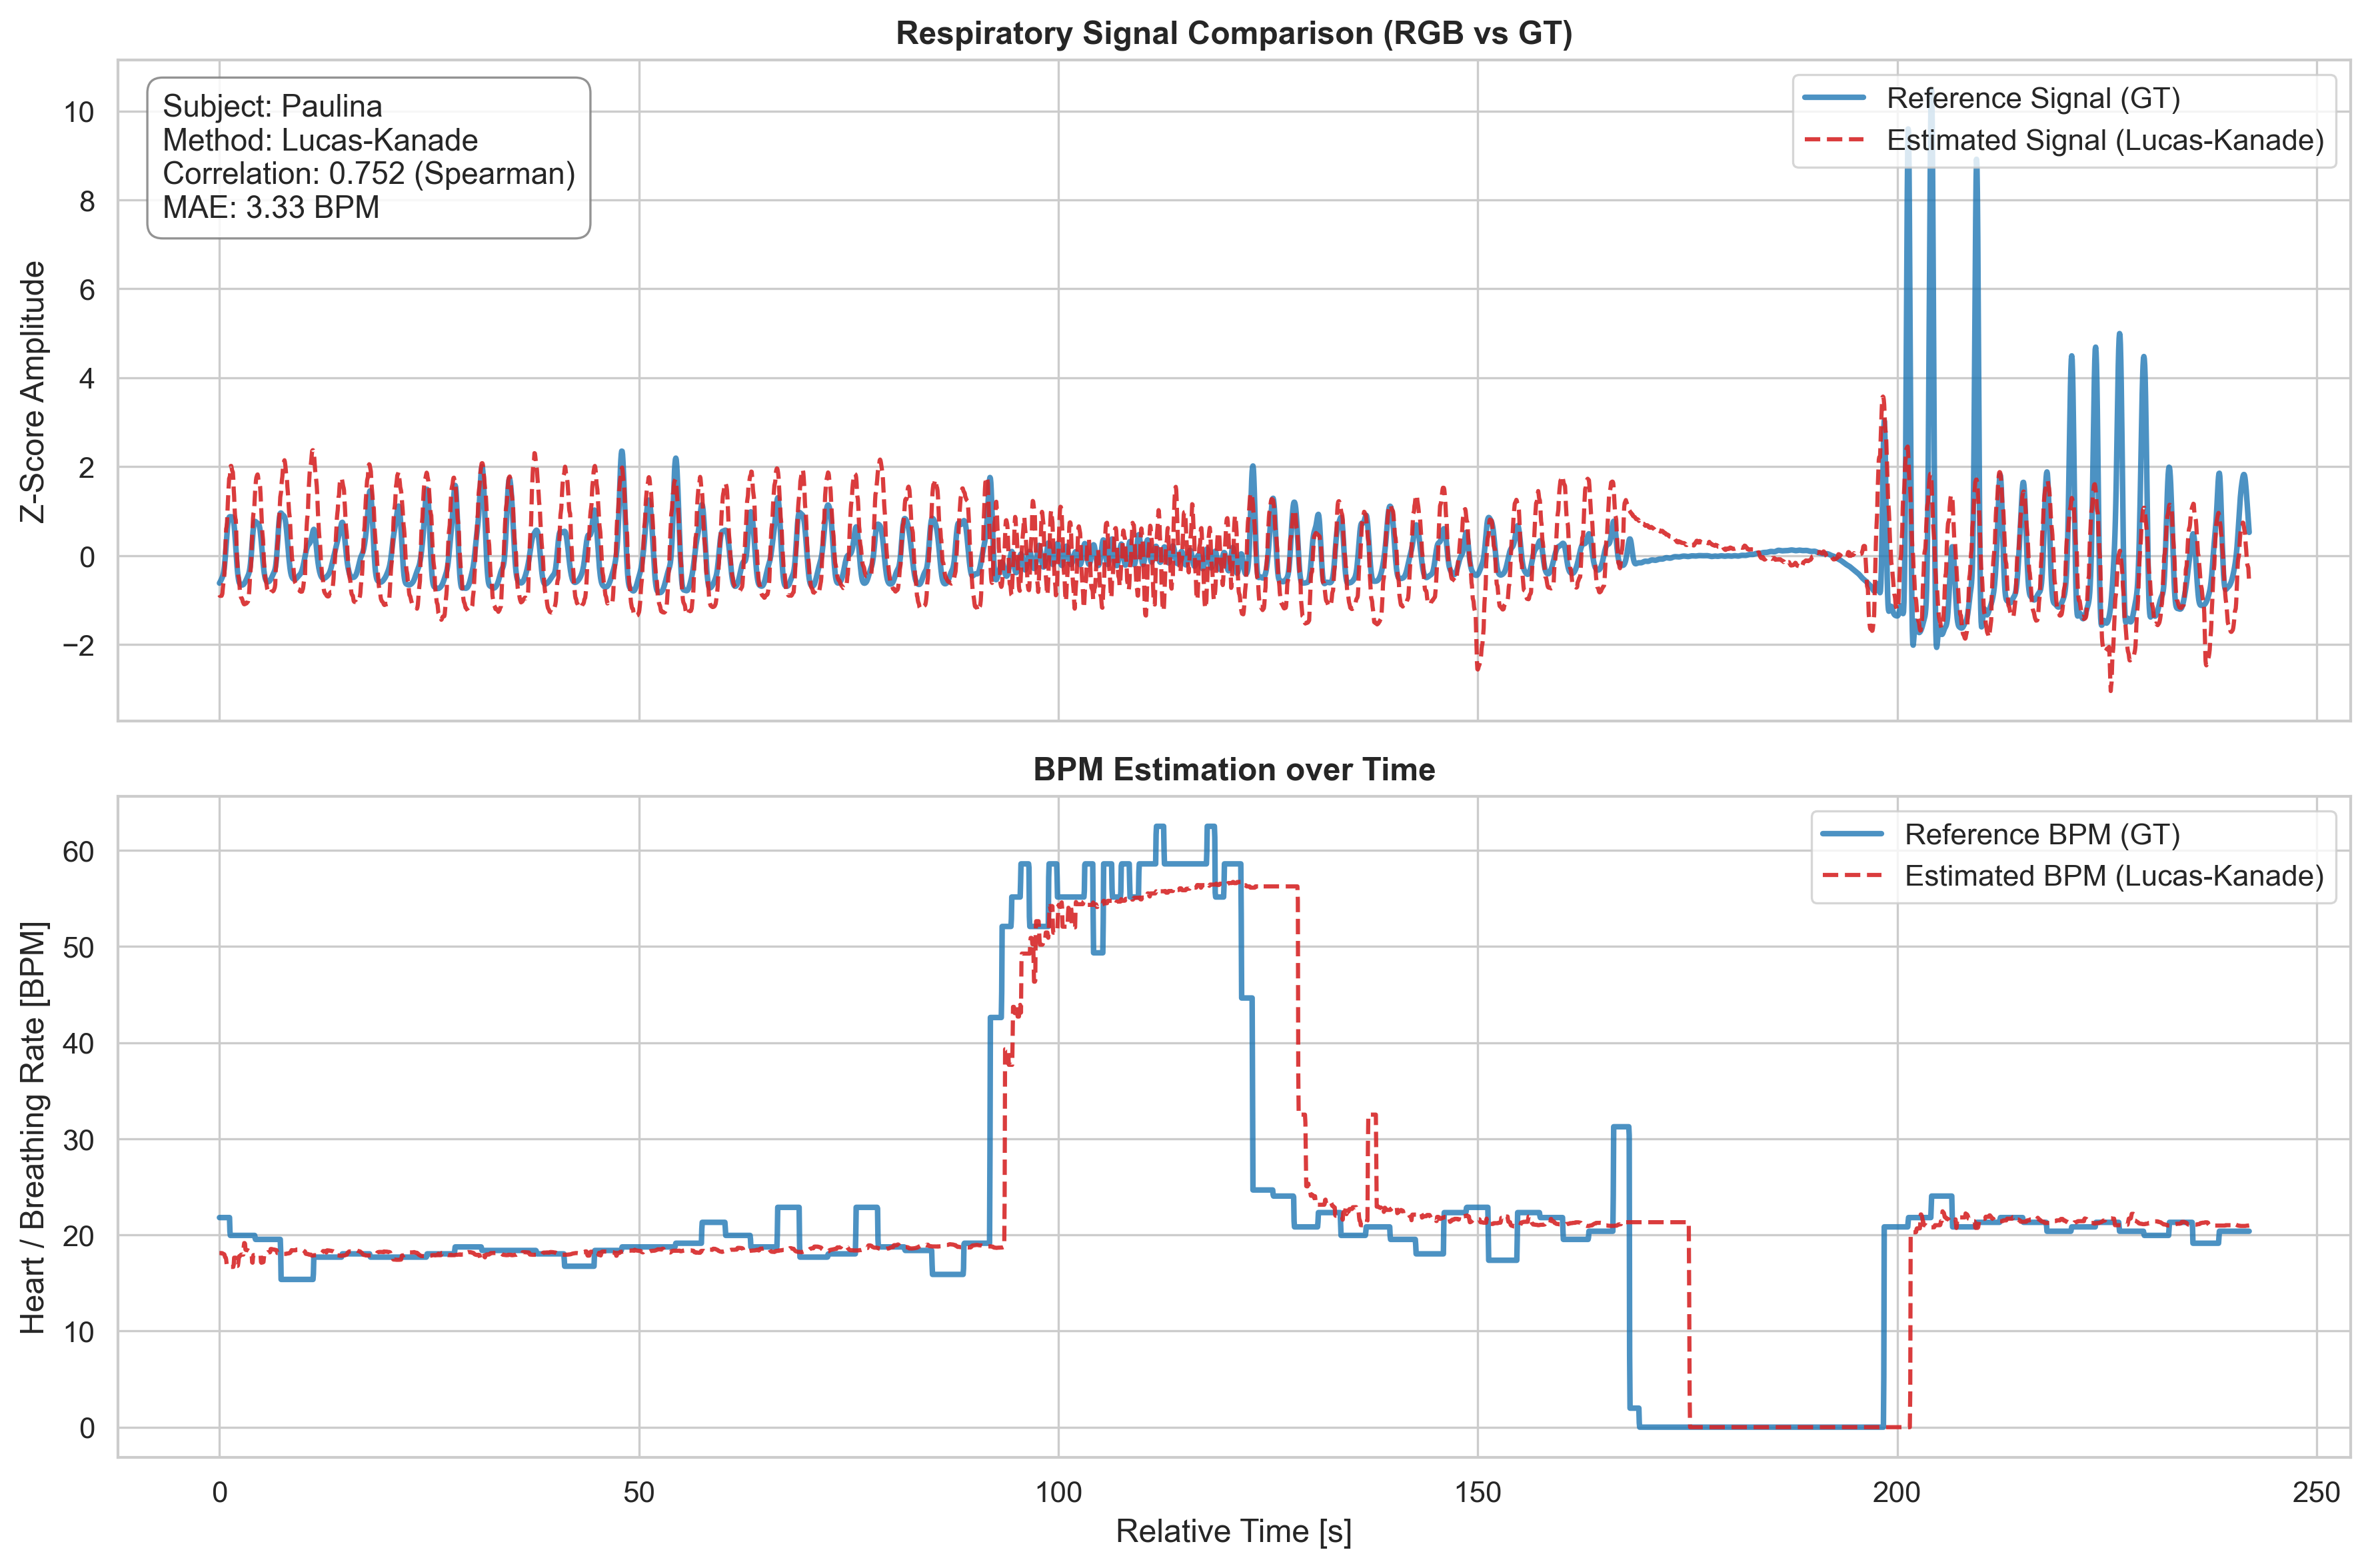 Respiratory Signal Comparison (RGB vs GT)
Subject: Paulina
Method: Lucas-Kanade
Correlation: 0.752 (Spearman)
MAE: 3.33 BPM
Reference Signal (GT)
Estimated Signal (Lucas-Kanade)
Z-Score Amplitude
10
8
6
4
2
0
−2
BPM Estimation over Time
Reference BPM (GT)
Estimated BPM (Lucas-Kanade)
Heart / Breathing Rate [BPM]
60
50
40
30
20
10
0
0 50 100 150 200 250
Relative Time [s]